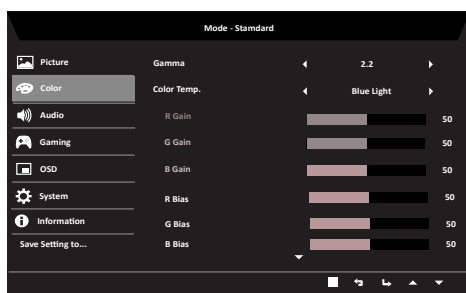 Mode - Stamdard
Picture
Gamma
2.2
Color
Color Temp.
Blue Light
Audio
R Gain
50
Gaming
G Gain
50
OSD
B Gain
50
System
R Bias
50
Information
G Bias
50
Save Setting to...
B Bias
50